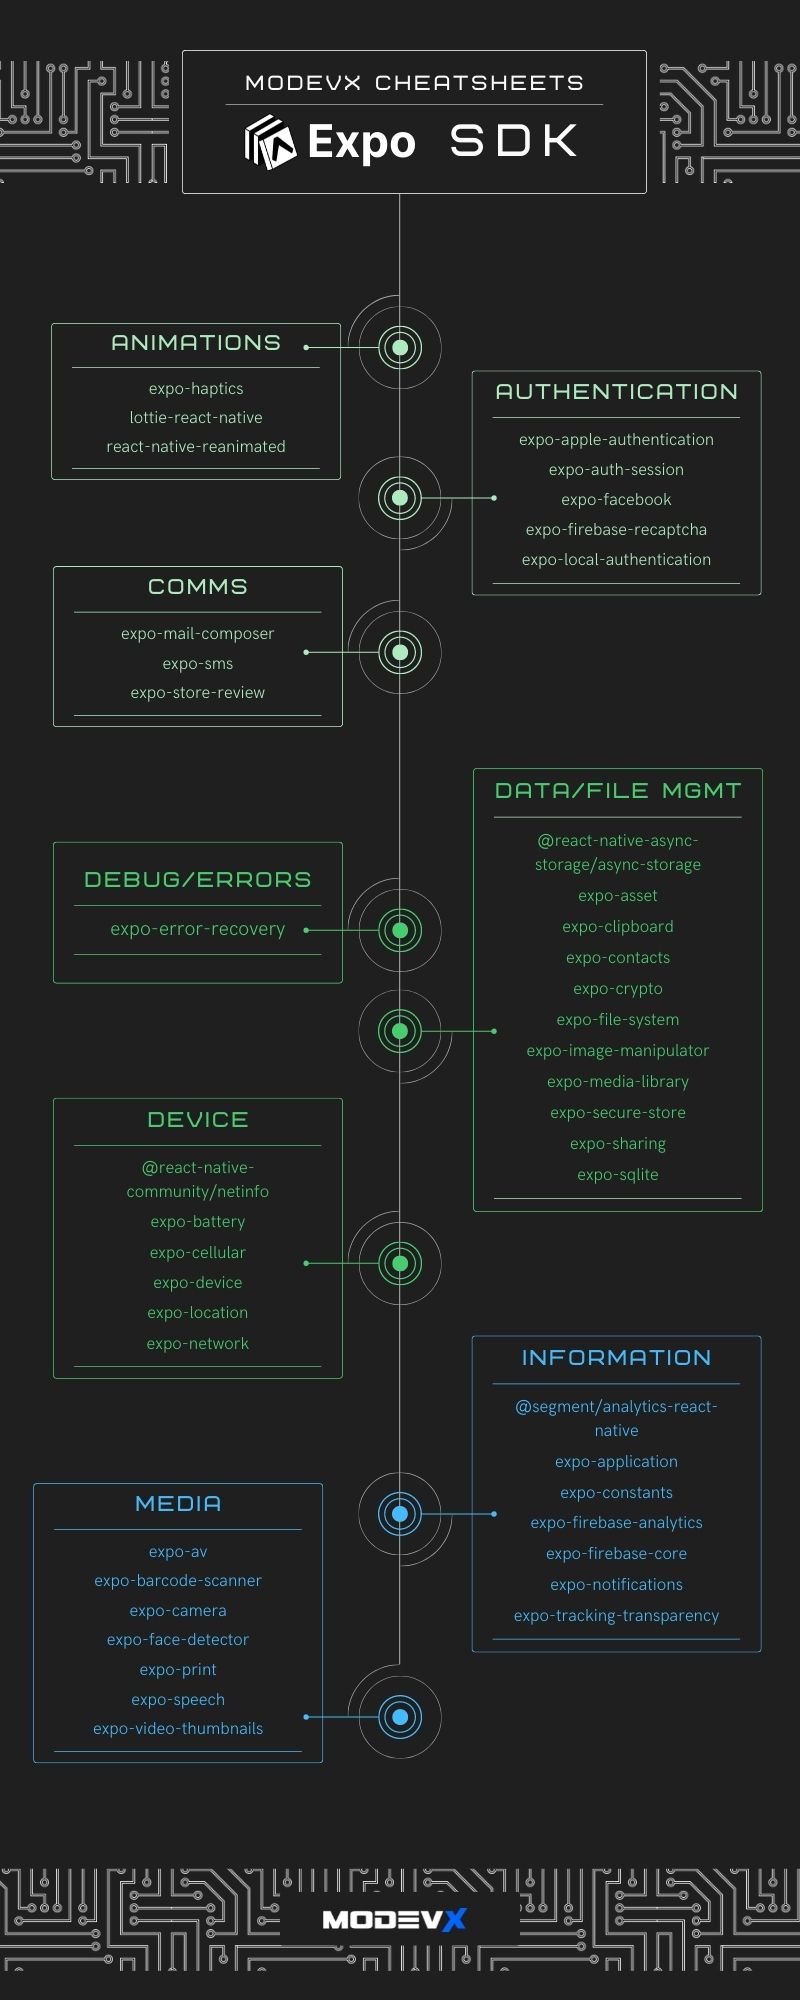 MODEVX CHEATSHEETS
Expo SDK
ANIMATIONS
expo-haptics
lottie-react-native
react-native-reanimated
AUTHENTICATION
expo-apple-authentication
expo-auth-session
expo-facebook
expo-firebase-recaptcha
expo-local-authentication
COMMS
expo-mail-composer
expo-sms
expo-store-review
DATA/FILE MGMT
@react-native-async-
storage/async-storage
expo-asset
expo-clipboard
expo-contacts
expo-crypto
expo-file-system
expo-image-manipulator
expo-media-library
expo-secure-store
expo-sharing
expo-sqlite
DEBUG/ERRORS
expo-error-recovery
DEVICE
@react-native-
community/netinfo
expo-battery
expo-cellular
expo-device
expo-location
expo-network
INFORMATION
@segment/analytics-react-
native
expo-application
expo-constants
expo-firebase-analytics
expo-firebase-core
expo-notifications
expo-tracking-transparency
MEDIA
expo-av
expo-barcode-scanner
expo-camera
expo-face-detector
expo-print
expo-speech
expo-video-thumbnails
MODEVX